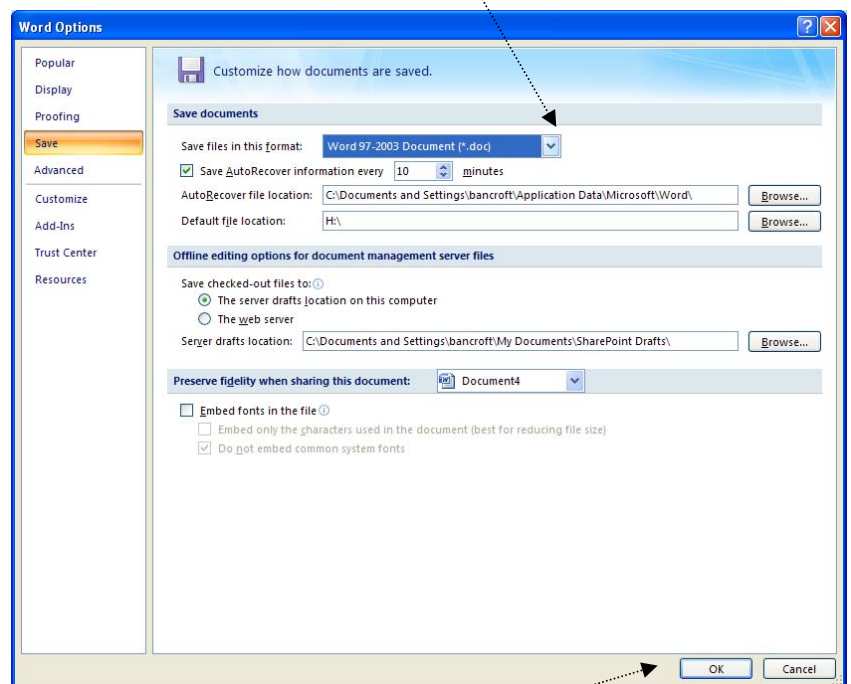 Word Options
Popular
Display
Proofing
Save
Advanced
Customize
Add-Ins
Trust Center
Resources
Customize how documents are saved.
Save documents
Save files in this format: Word 97-2003 Document (*.doc)
Save AutoRecover information every 10 minutes
AutoRecover file location: C:\Documents and Settings\bancroft\Application Data\Microsoft\Word\ Browse...
Default file location: H:\ Browse...
Offline editing options for document management server files
Save checked-out files to:
The server drafts location on this computer
The web server
Server drafts location: C:\Documents and Settings\bancroft\My Documents\SharePoint Drafts\ Browse...
Preserve fidelity when sharing this document: Document4
Embed fonts in the file
Embed only the characters used in the document (best for reducing file size)
Do not embed common system fonts
OK Cancel